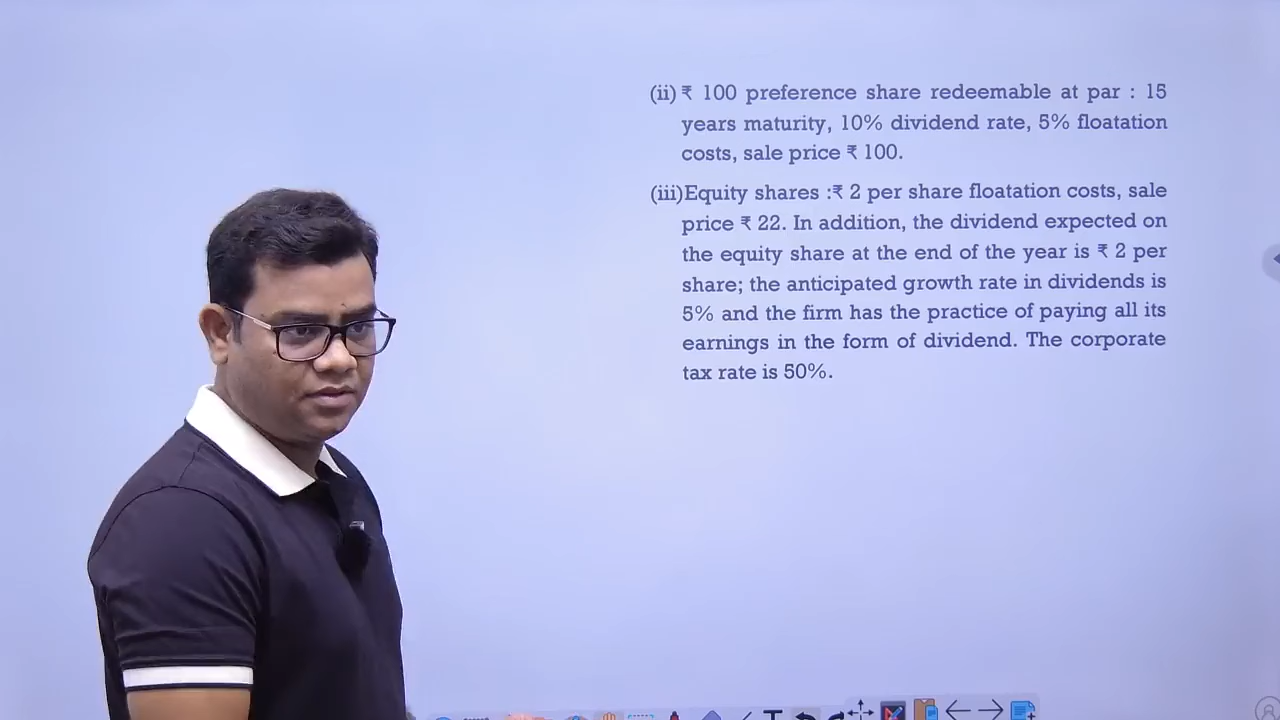 (ii) ₹ 100 preference share redeemable at par : 15
years maturity, 10% dividend rate, 5% floatation
costs, sale price ₹ 100.
(iii)Equity shares :₹ 2 per share floatation costs, sale
price ₹ 22. In addition, the dividend expected on
the equity share at the end of the year is ₹ 2 per
share; the anticipated growth rate in dividends is
5% and the firm has the practice of paying all its
earnings in the form of dividend. The corporate
tax rate is 50%.